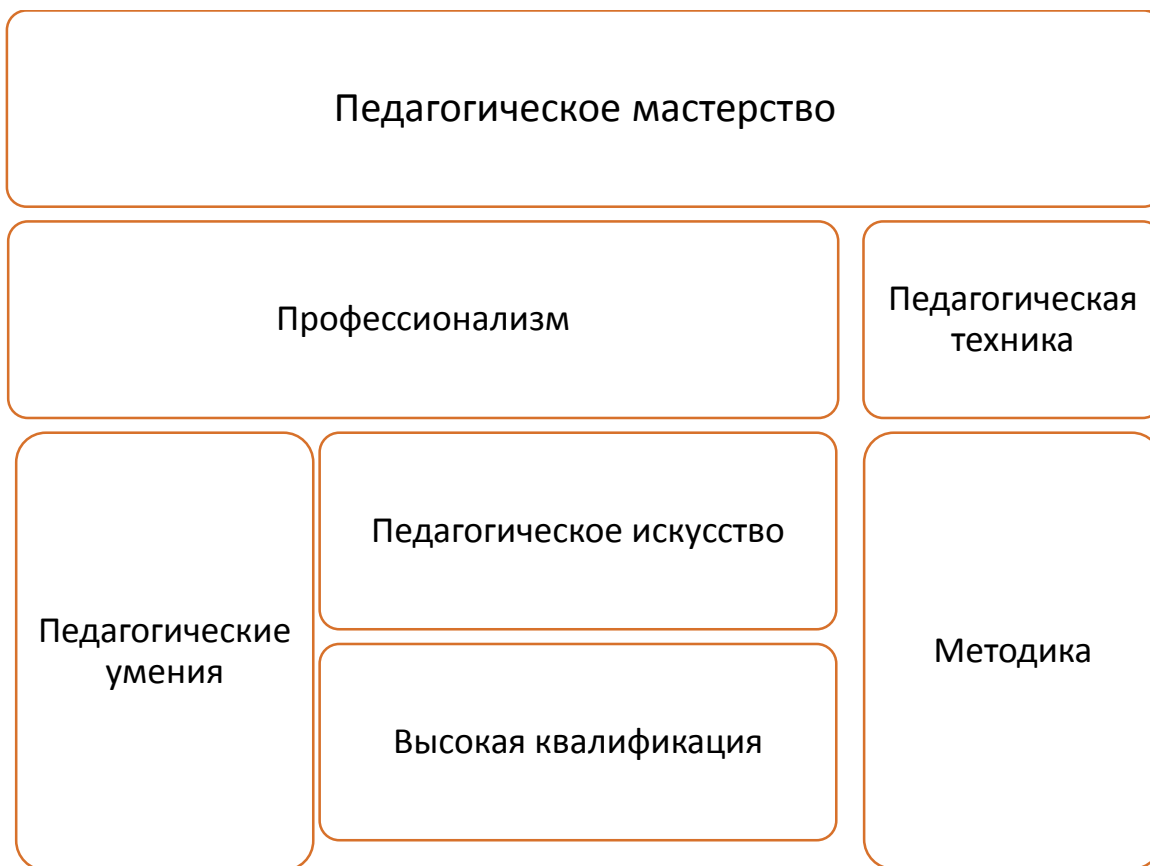 Педагогическое мастерство
Профессионализм
Педагогическая
техника
Педагогические
умения
Педагогическое искусство
Высокая квалификация
Методика